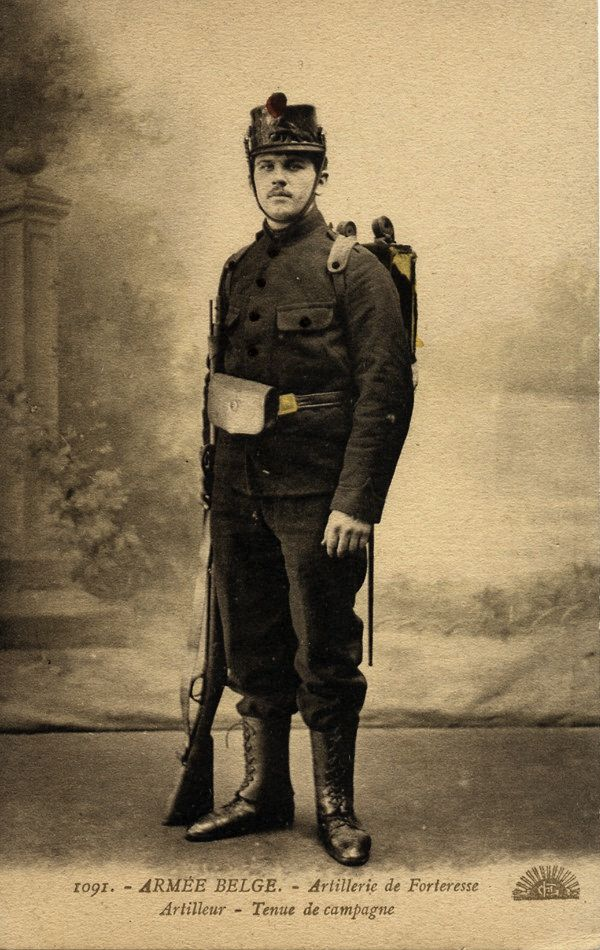 1091. - ARMÉE BELGE. - Artillerie de Forteresse
Artilleur - Tenue de campagne